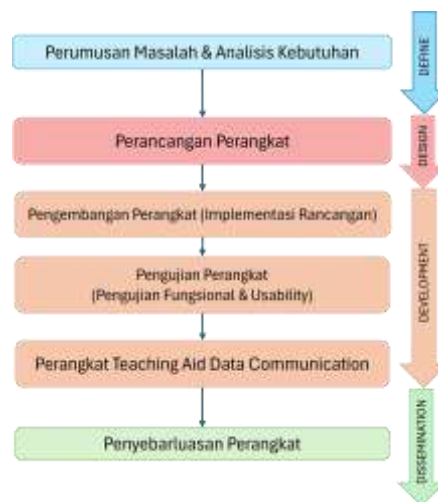 Perumusan Masalah & Analisis Kebutuhan
DEFINE
Perancangan Perangkat
DESIGN
Pengembangan Perangkat (Implementasi Rancangan)
Pengujian Perangkat
(Pengujian Fungsional & Usability)
DEVELOPMENT
Perangkat Teaching Aid Data Communication
Penyebarluasan Perangkat
DISSEMINATION